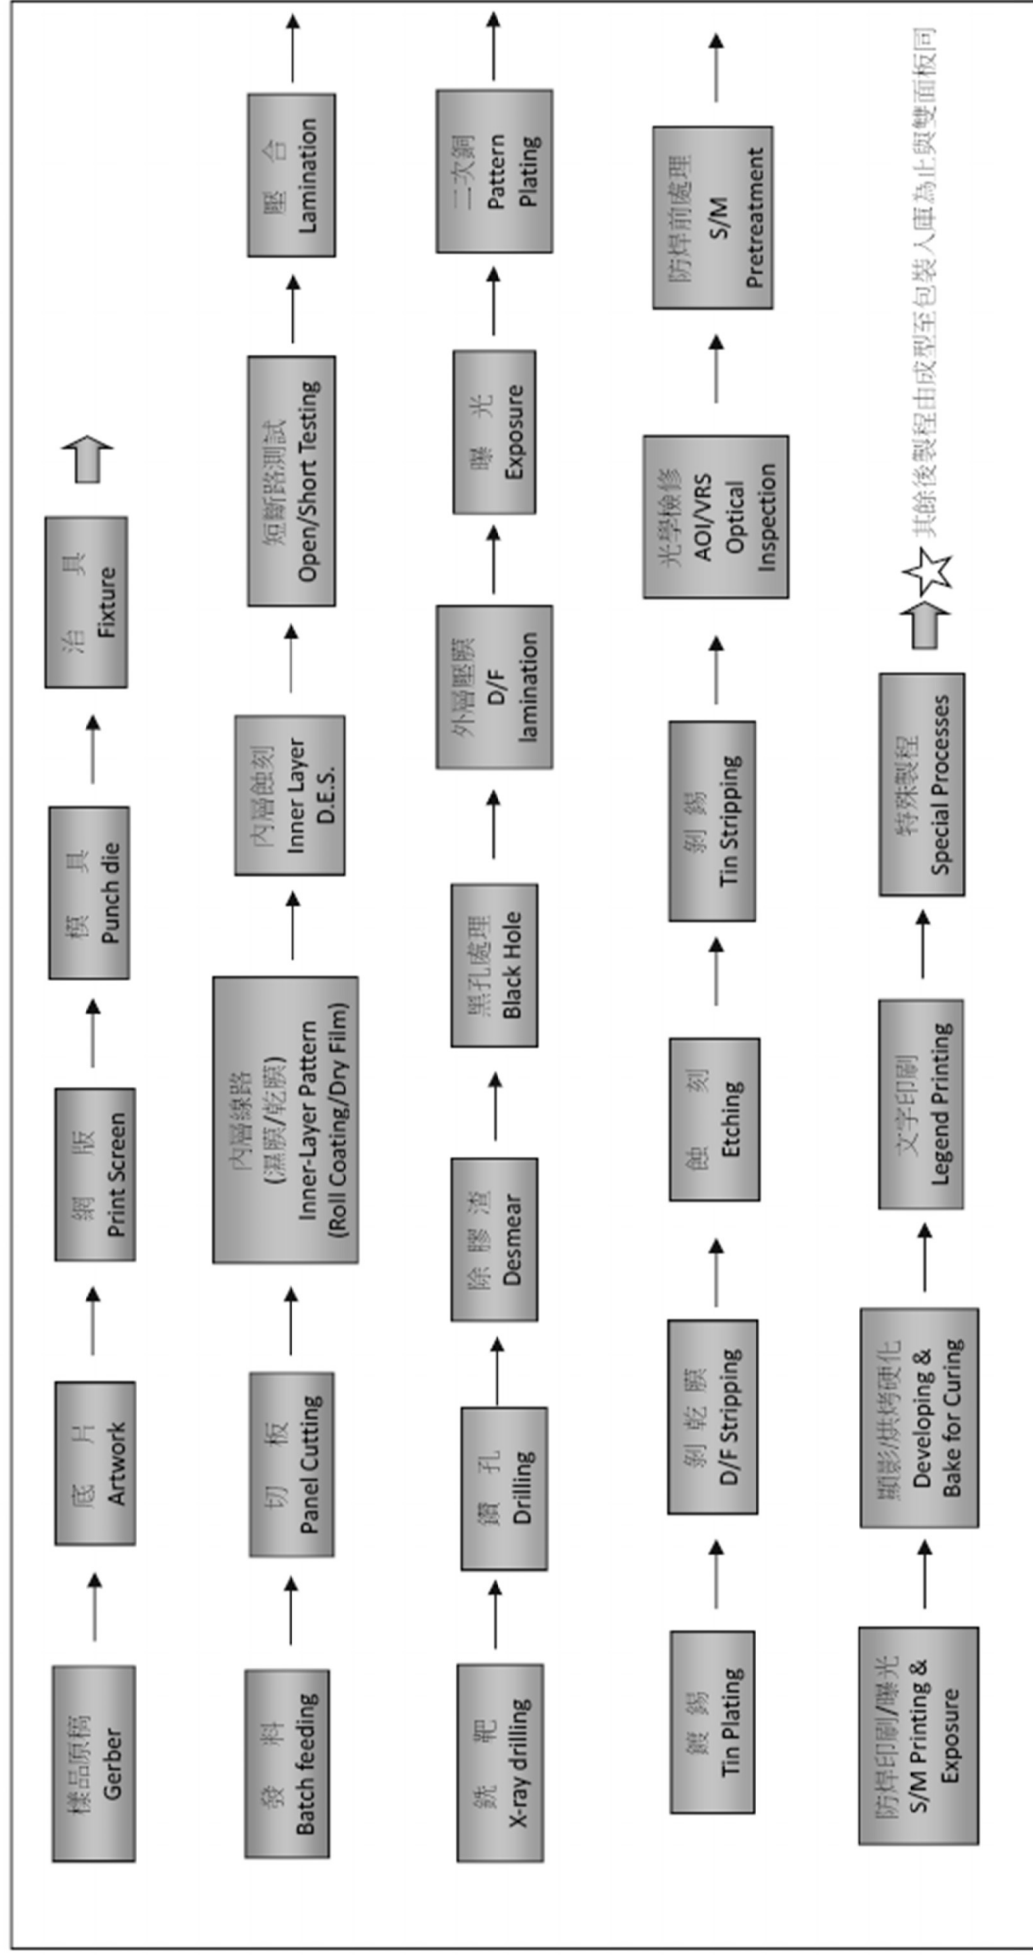 樣品原稿
Gerber
底 片
Artwork
網 版
Print Screen
模 具
Punch die
治 具
Fixture
發 料
Batch feeding
切 板
Panel Cutting
內層線路
(濕膜/乾膜)
Inner-Layer Pattern
(Roll Coating/Dry Film)
內層蝕刻
Inner Layer
D.E.S.
短斷路測試
Open/Short Testing
壓 合
Lamination
銑 靶
X-ray drilling
鑽 孔
Drilling
除 膠 渣
Desmear
黑孔處理
Black Hole
外層壓膜
D/F
lamination
曝 光
Exposure
二次銅
Pattern
Plating
鍍 錫
Tin Plating
剝 乾 膜
D/F Stripping
蝕 刻
Etching
剝 錫
Tin Stripping
光學檢修
AOI/VRS
Optical
Inspection
防焊前處理
S/M
Pretreatment
防焊印刷/曝光
S/M Printing &
Exposure
顯影/烘烤硬化
Developing &
Bake for Curing
文字印刷
Legend Printing
特殊製程
Special Processes
其餘後製程由成型至包裝入庫為止與雙面板同